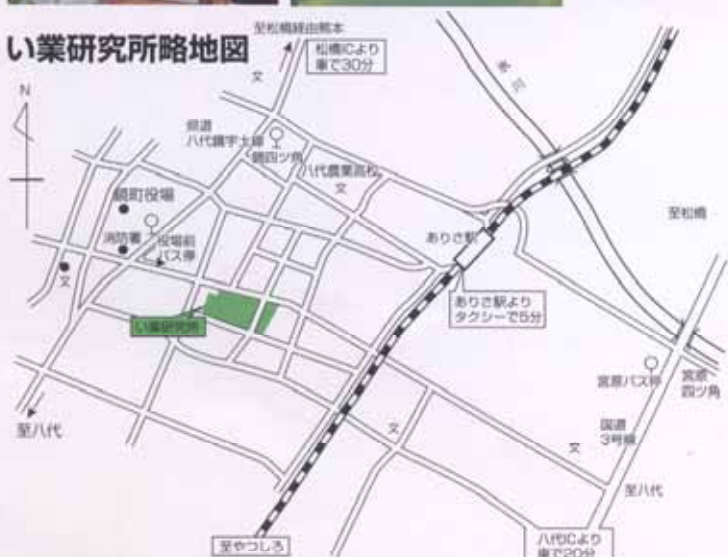 い業研究所略地図
至松橋経由熊本
松橋ICより
車で30分
文
氷川
N
県道
八代鏡宇土線
鏡四ツ角
八代農業高校
文
鏡町役場
消防署
役場前
バス停
文
ありさ駅
至松橋
ありさ駅より
タクシーで5分
い業研究所
宮原バス停
宮原
四ツ角
国道
3号線
至八代
文
文
至八代
至やつしろ
八代ICより
車で20分